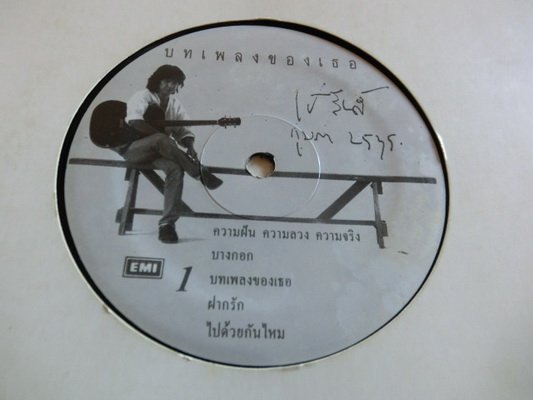 บทเพลงของเธอ
ความฝัน ความลวง ความจริง
บางกอก
EMI 1 บทเพลงของเธอ
ฝากรัก
ไปด้วยกันไหม